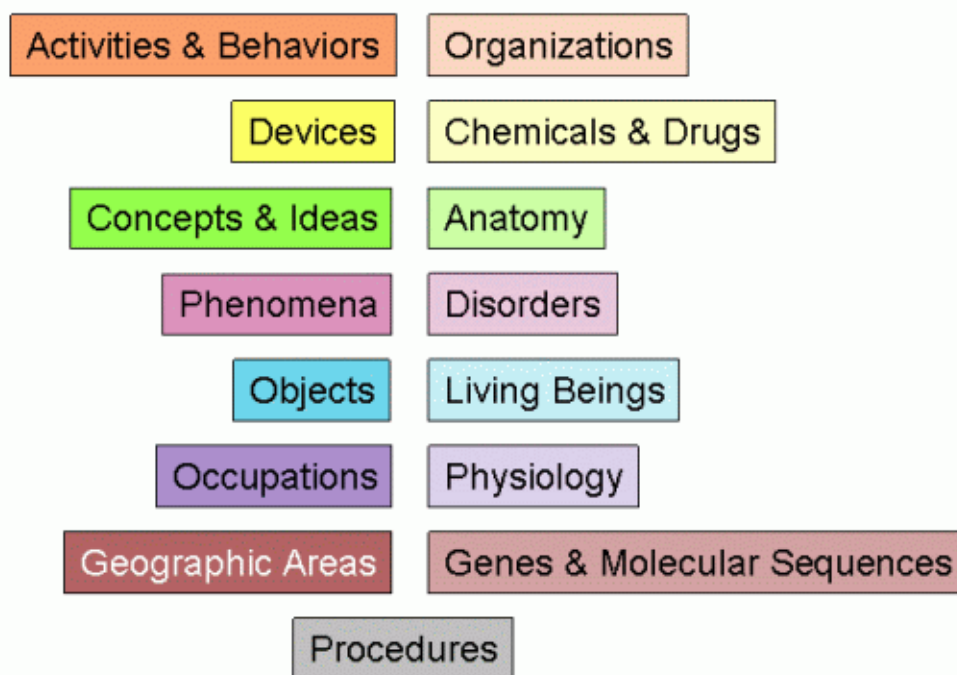 Activities & Behaviors
Organizations
Devices
Chemicals & Drugs
Concepts & Ideas
Anatomy
Phenomena
Disorders
Objects
Living Beings
Occupations
Physiology
Geographic Areas
Genes & Molecular Sequences
Procedures